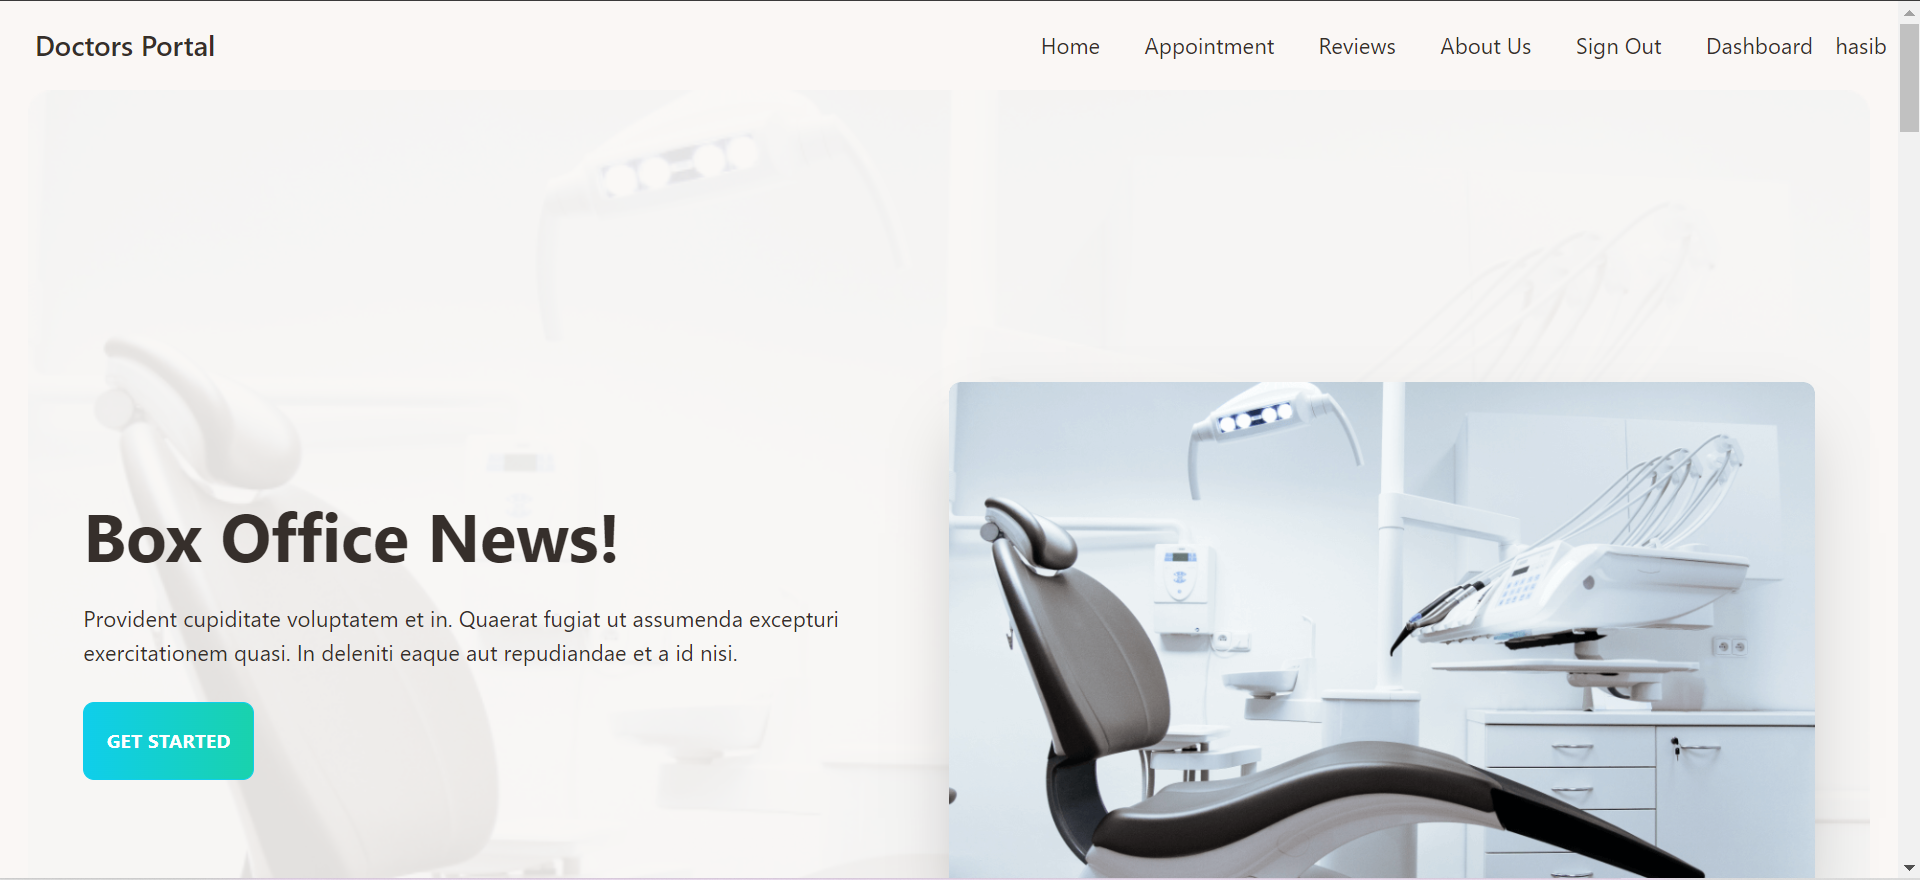 Doctors Portal
Home Appointment Reviews About Us Sign Out Dashboard hasib
Box Office News!
Provident cupiditate voluptatem et in. Quaerat fugiat ut assumenda excepturi
exercitationem quasi. In deleniti eaque aut repudiandae et a id nisi.
GET STARTED